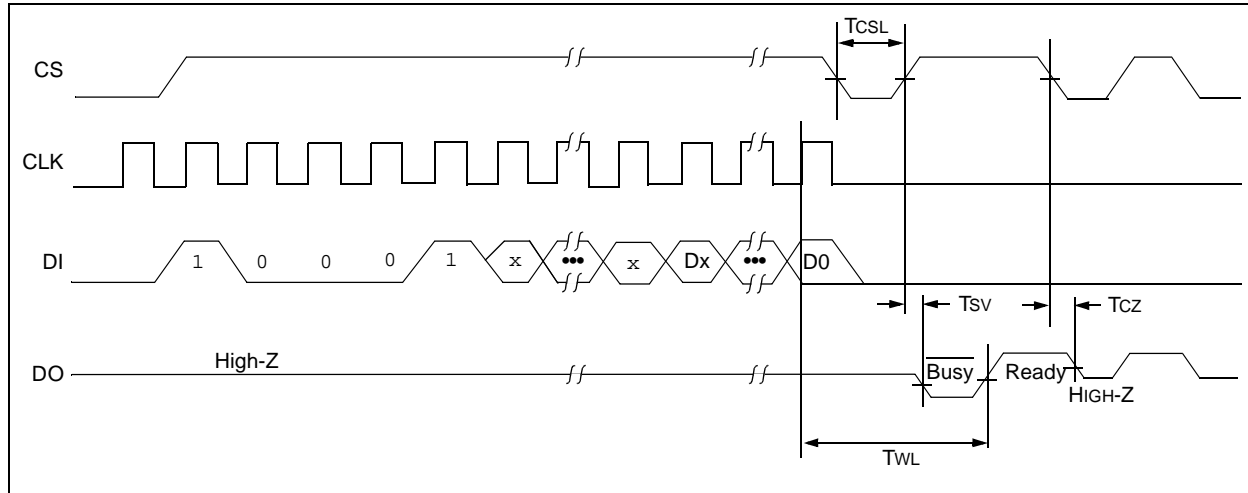 TCSL
CS
CLK
DI 1 0 0 0 1 x ••• x Dx ••• D0
TSV TCZ
High-Z
DO Busy Ready
HIGH-Z
TWL